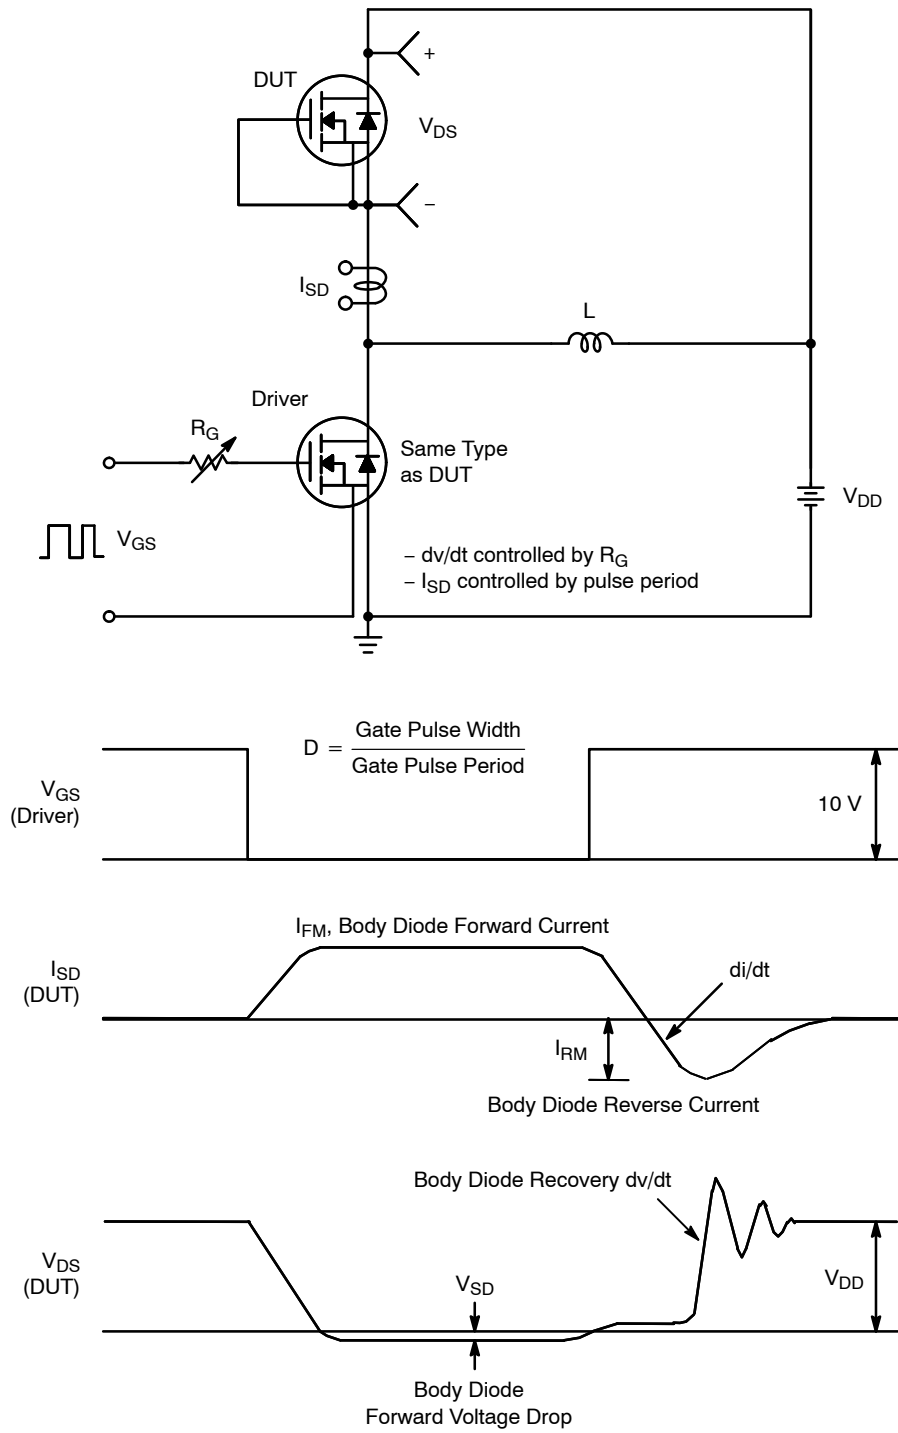 DUT
+
V_DS
−
I_SD
L
Driver
R_G
Same Type
as DUT
V_GS
V_DD
− dv/dt controlled by R_G
− I_SD controlled by pulse period
D = Gate Pulse Width
Gate Pulse Period
V_GS
(Driver)
10 V
I_FM, Body Diode Forward Current
I_SD
(DUT)
di/dt
I_RM
Body Diode Reverse Current
Body Diode Recovery dv/dt
V_DS
(DUT)
V_SD
V_DD
Body Diode
Forward Voltage Drop